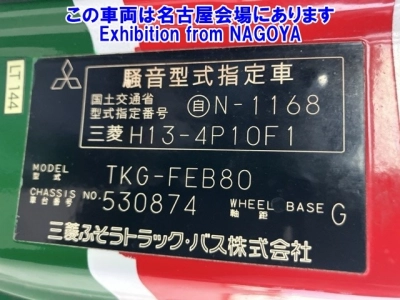 この車両は名古屋会場にあります
Exhibition from NAGOYA
LT 144
騒音型式指定車
国土交通省
型式指定番号 自 N-1168
三菱 H13-4P10F1
MODEL
型式 TKG-FEB80
CHASSIS NO. 530874 WHEEL BASE G
車台番号 軸距
三菱ふそうトラック・バス株式会社